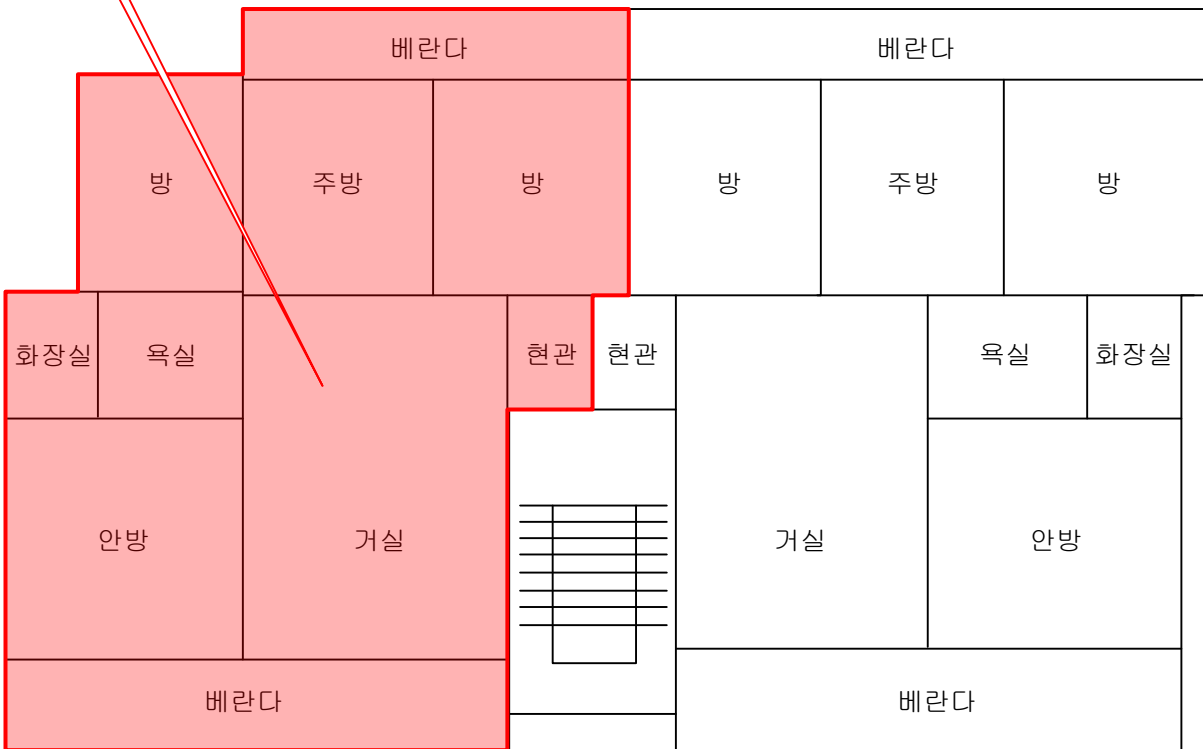 베란다 베란다
방 주방 방 방 주방 방
화장실 욕실 현관 현관 욕실 화장실
안방 거실 거실 안방
베란다 베란다